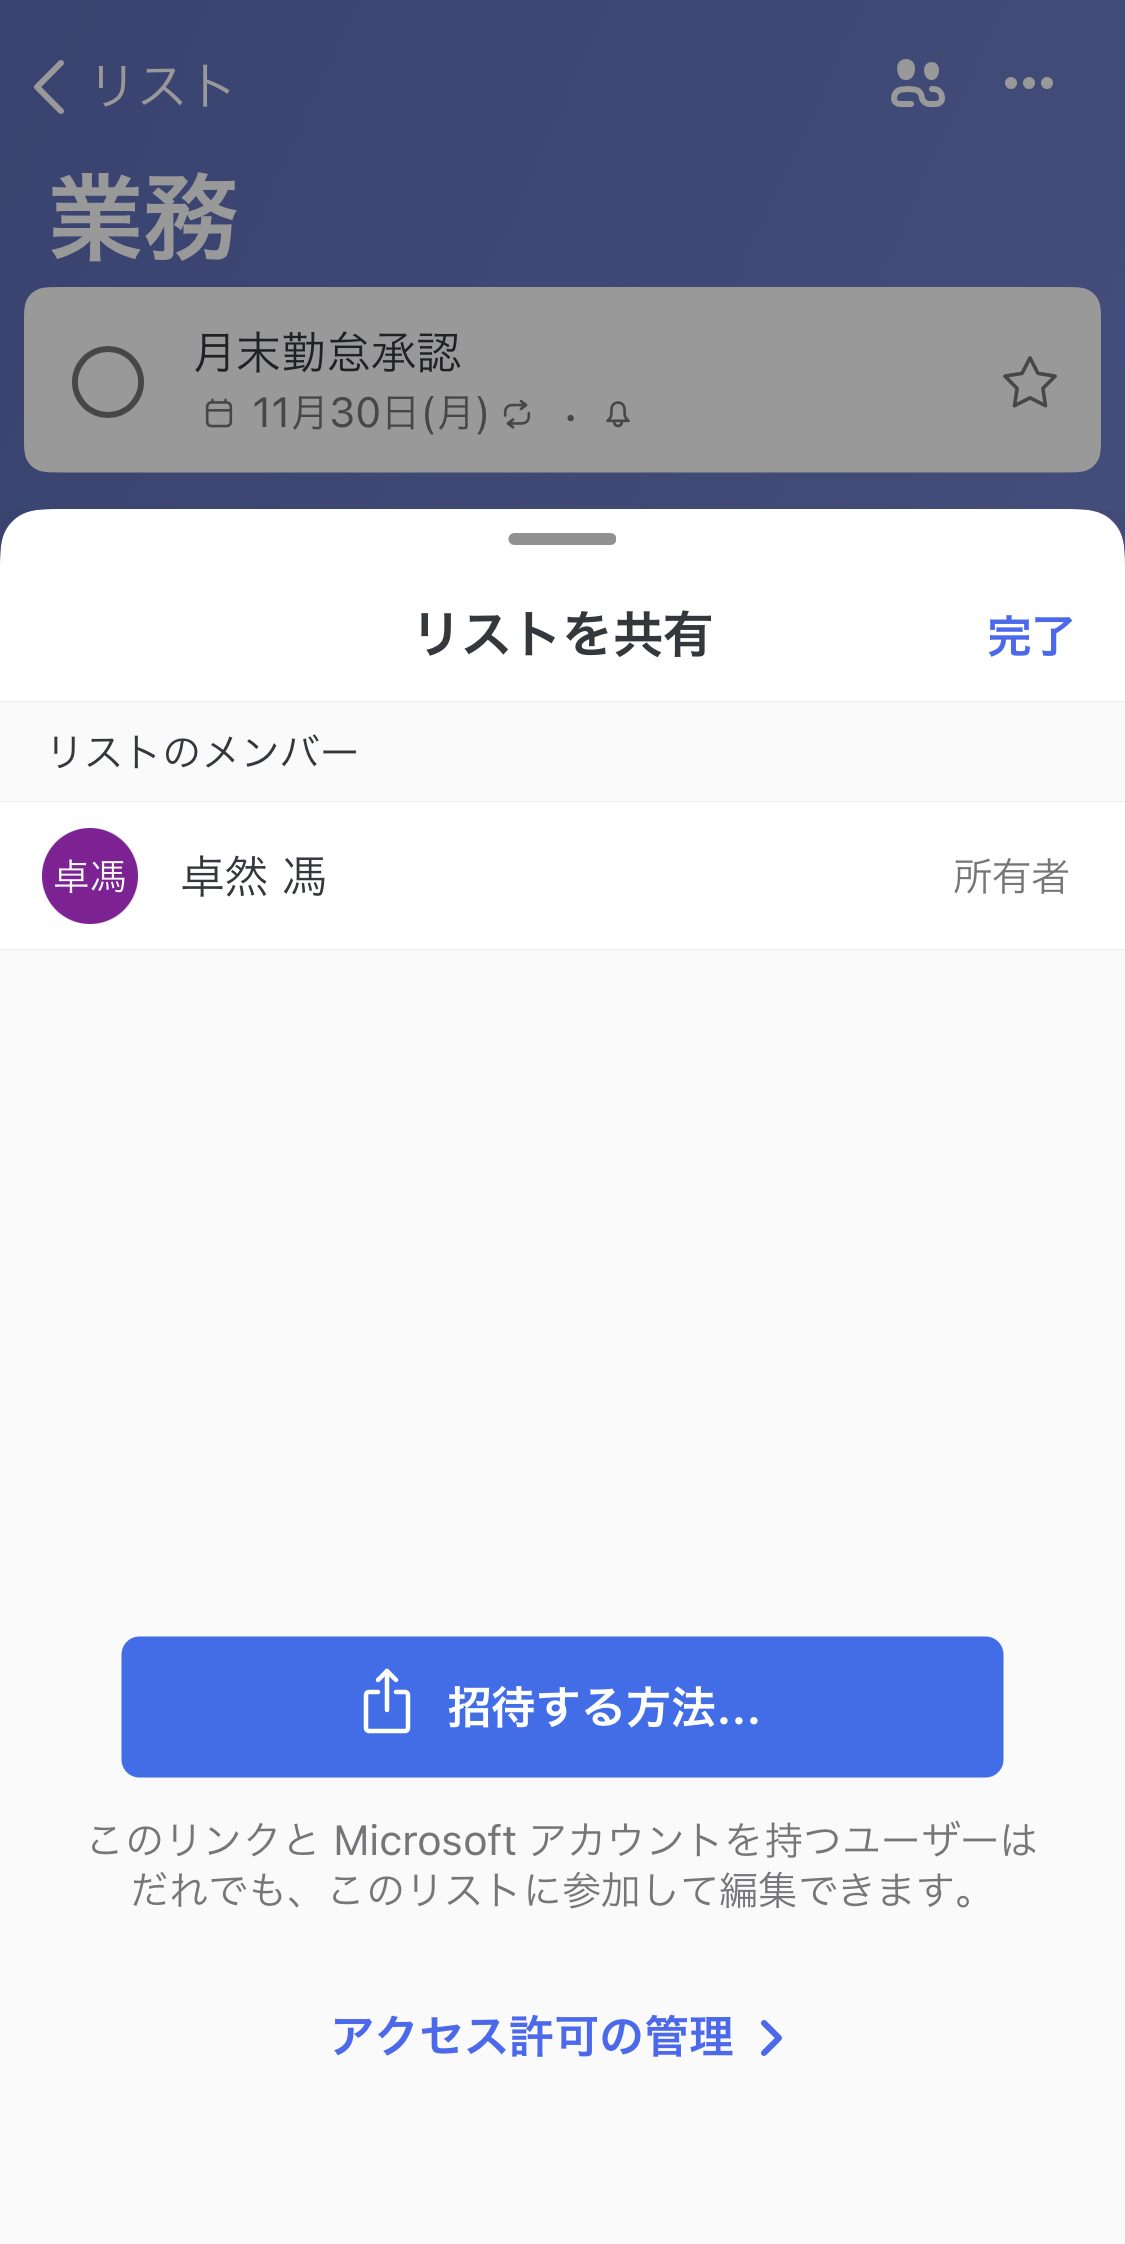 リスト
業務
月末勤怠承認
11月30日(月) ・
リストを共有
完了
リストのメンバー
卓馮
卓然 馮
所有者
招待する方法...
このリンクと Microsoft アカウントを持つユーザーは
だれでも、このリストに参加して編集できます。
アクセス許可の管理